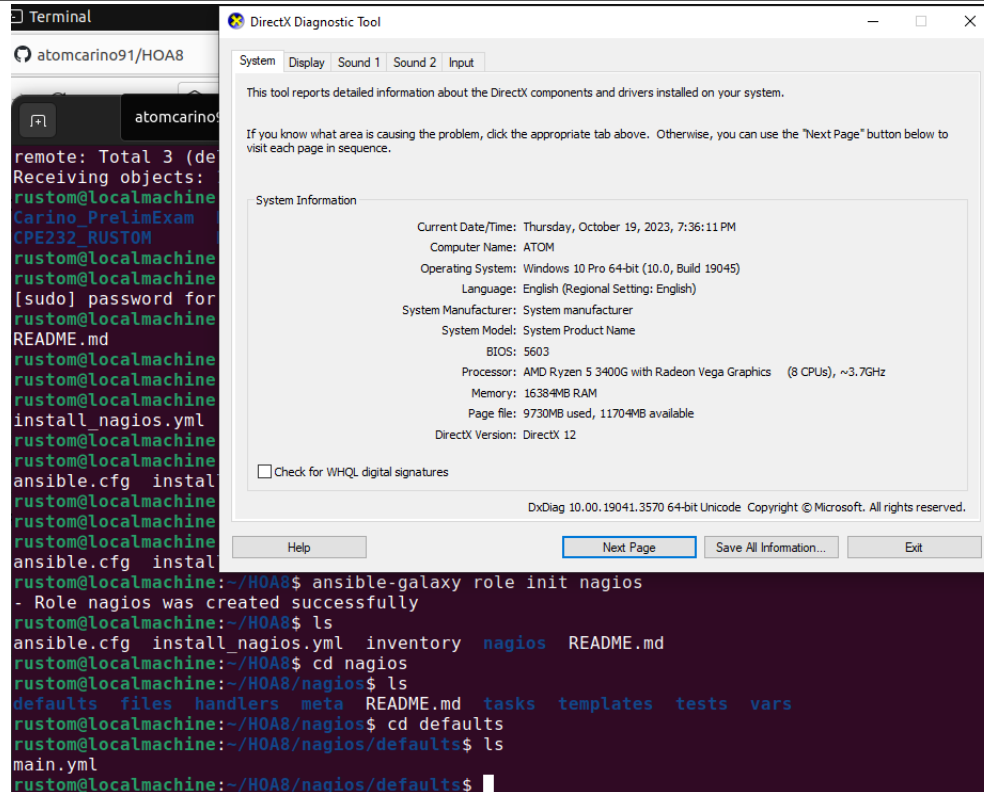 Terminal
atomcarino91/HOA8
atomcarino9
remote: Total 3 (de
Receiving objects:
rustom@localmachine
Carino_PrelimExam
CPE232_RUSTOM
rustom@localmachine
rustom@localmachine
[sudo] password for
rustom@localmachine
README.md
rustom@localmachine
rustom@localmachine
rustom@localmachine
install_nagios.yml
rustom@localmachine
rustom@localmachine
ansible.cfg instal
rustom@localmachine
rustom@localmachine
rustom@localmachine
ansible.cfg instal
rustom@localmachine:~/HOA8$ ansible-galaxy role init nagios
- Role nagios was created successfully
rustom@localmachine:~/HOA8$ ls
ansible.cfg install_nagios.yml inventory nagios README.md
rustom@localmachine:~/HOA8$ cd nagios
rustom@localmachine:~/HOA8/nagios$ ls
defaults files handlers meta README.md tasks templates tests vars
rustom@localmachine:~/HOA8/nagios$ cd defaults
rustom@localmachine:~/HOA8/nagios/defaults$ ls
main.yml
rustom@localmachine:~/HOA8/nagios/defaults$
DirectX Diagnostic Tool
System Display Sound 1 Sound 2 Input
This tool reports detailed information about the DirectX components and drivers installed on your system.
If you know what area is causing the problem, click the appropriate tab above. Otherwise, you can use the "Next Page" button below to
visit each page in sequence.
System Information
Current Date/Time: Thursday, October 19, 2023, 7:36:11 PM
Computer Name: ATOM
Operating System: Windows 10 Pro 64-bit (10.0, Build 19045)
Language: English (Regional Setting: English)
System Manufacturer: System manufacturer
System Model: System Product Name
BIOS: 5603
Processor: AMD Ryzen 5 3400G with Radeon Vega Graphics (8 CPUs), ~3.7GHz
Memory: 16384MB RAM
Page file: 9730MB used, 11704MB available
DirectX Version: DirectX 12
Check for WHQL digital signatures
DxDiag 10.00.19041.3570 64-bit Unicode Copyright © Microsoft. All rights reserved.
Help Next Page Save All Information... Exit